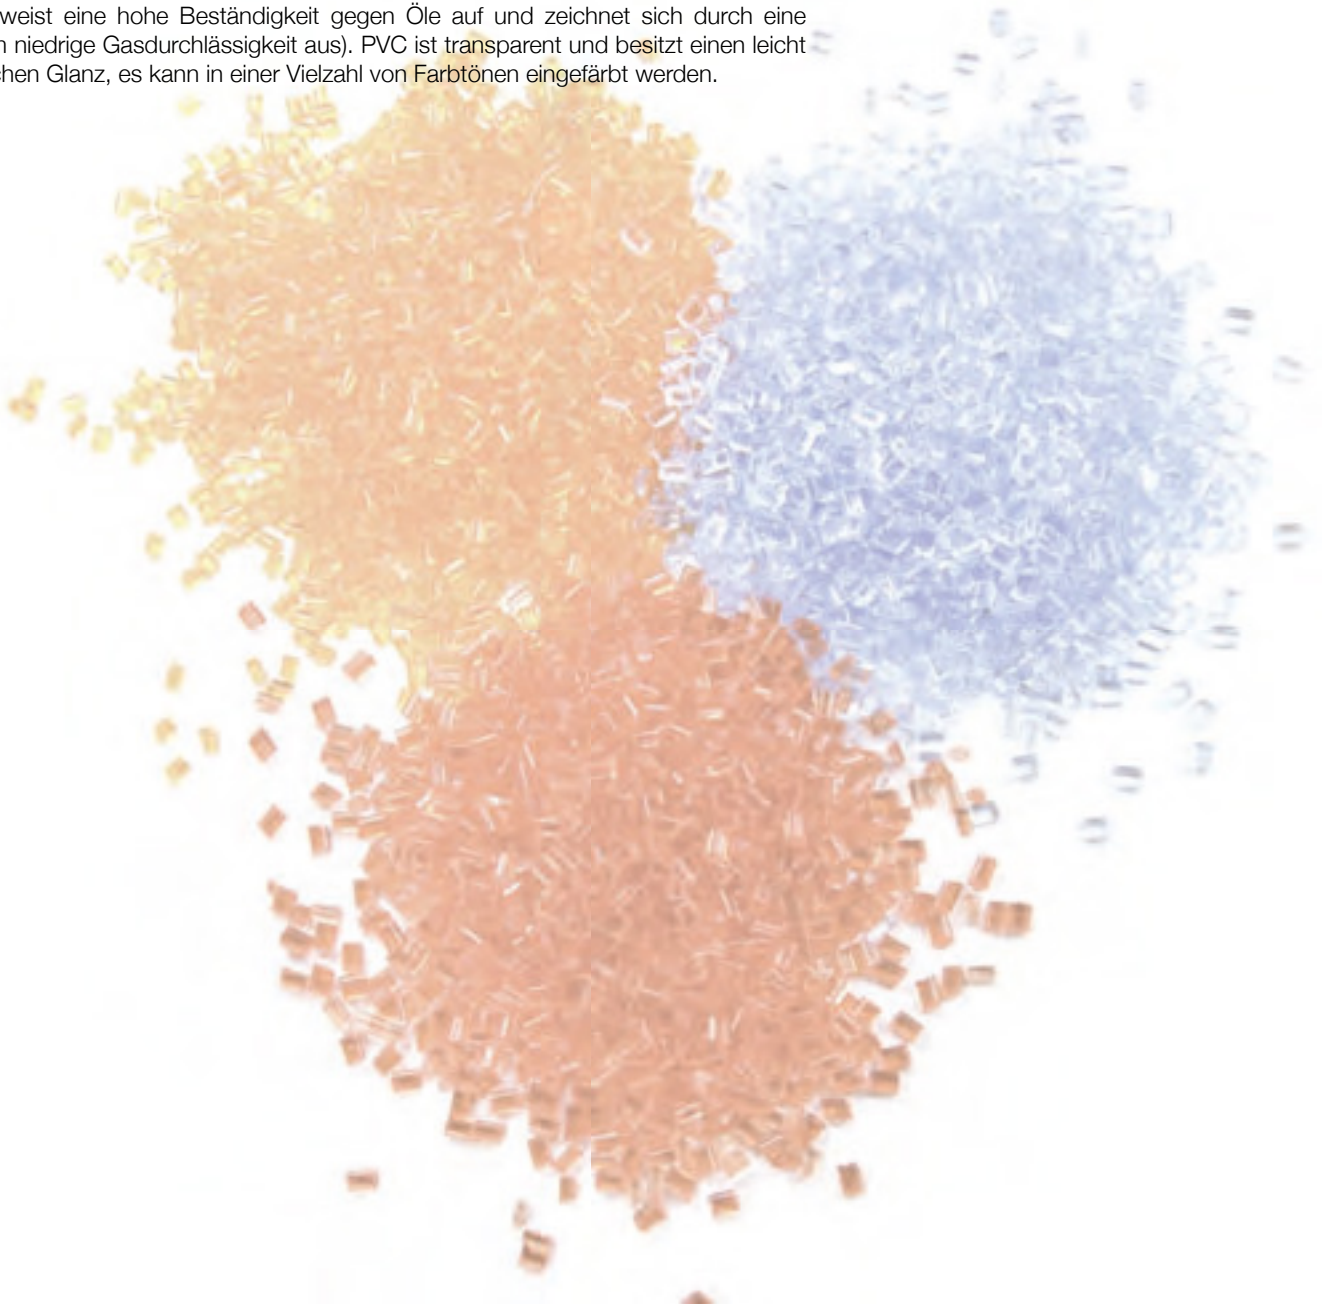 weist eine hohe Beständigkeit gegen Öle auf und zeichnet sich durch eine
n niedrige Gasdurchlässigkeit aus). PVC ist transparent und besitzt einen leicht
chen Glanz, es kann in einer Vielzahl von Farbtönen eingefärbt werden.